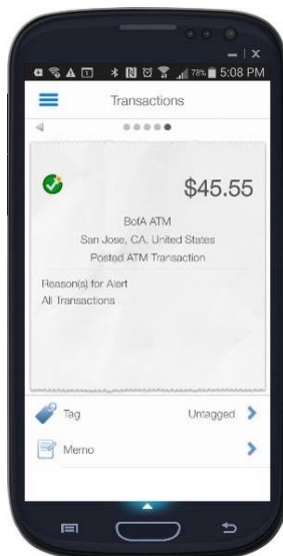 78% 5:08 PM
Transactions
$45.55
BofA ATM
San Jose, CA, United States
Posted ATM Transaction
Reason(s) for Alert
All Transactions
Tag Untagged
Memo